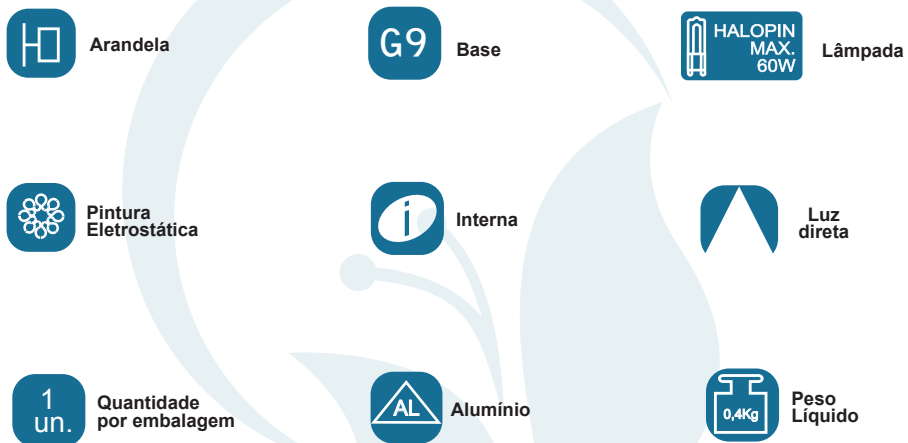 Arandela
G9
Base
HALOPIN
MAX.
60W
Lâmpada
Pintura
Eletrostática
i
Interna
Luz
direta
1
un.
Quantidade
por embalagem
AL
Alumínio
0,4Kg
Peso
Líquido